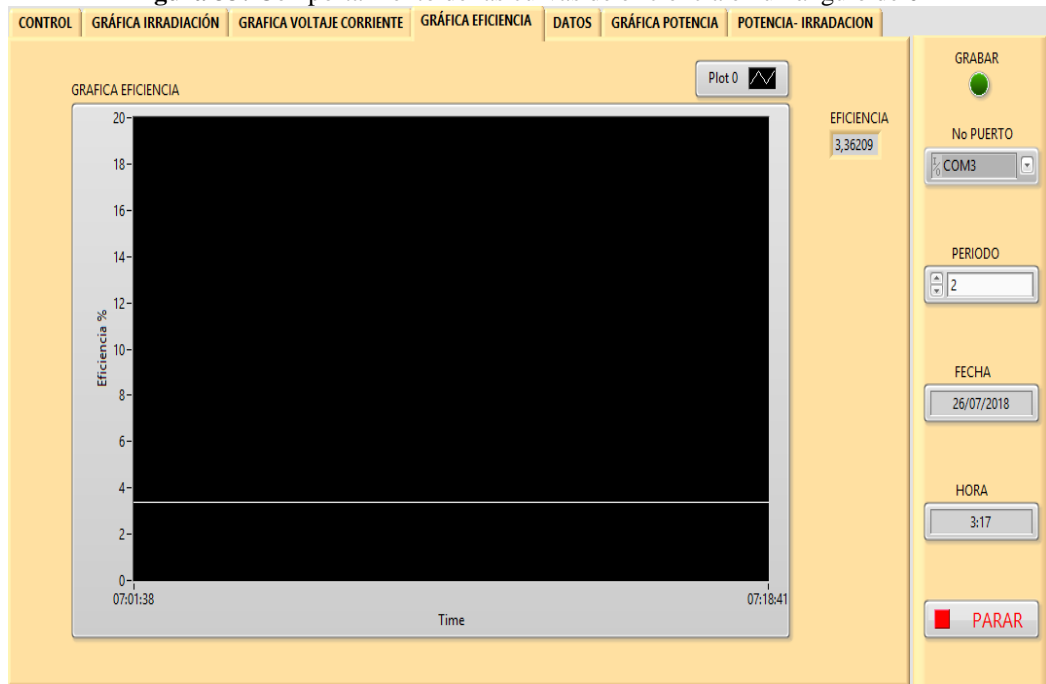 CONTROL GRÁFICA IRRADIACIÓN GRAFICA VOLTAJE CORRIENTE GRÁFICA EFICIENCIA DATOS GRÁFICA POTENCIA POTENCIA- IRRADACION
GRAFICA EFICIENCIA
Plot 0
20
18
16
14
12
10
8
6
4
2
0
Eficiencia %
07:01:38
07:18:41
Time
EFICIENCIA
3,36209
GRABAR
No PUERTO
COM3
PERIODO
2
FECHA
26/07/2018
HORA
3:17
PARAR